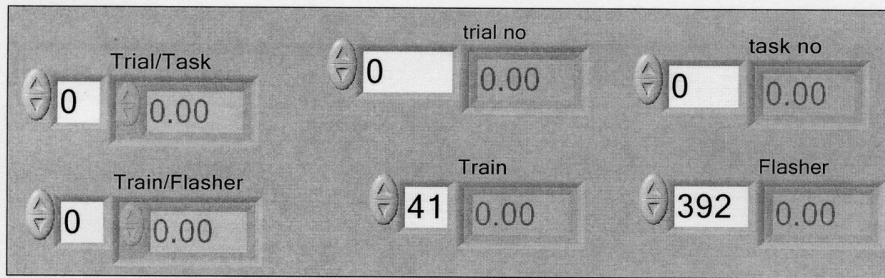 trial no
Trial/Task
task no
0 0.00
0 0.00
0 0.00
Train/Flasher
Train
Flasher
0 0.00
41 0.00
392 0.00